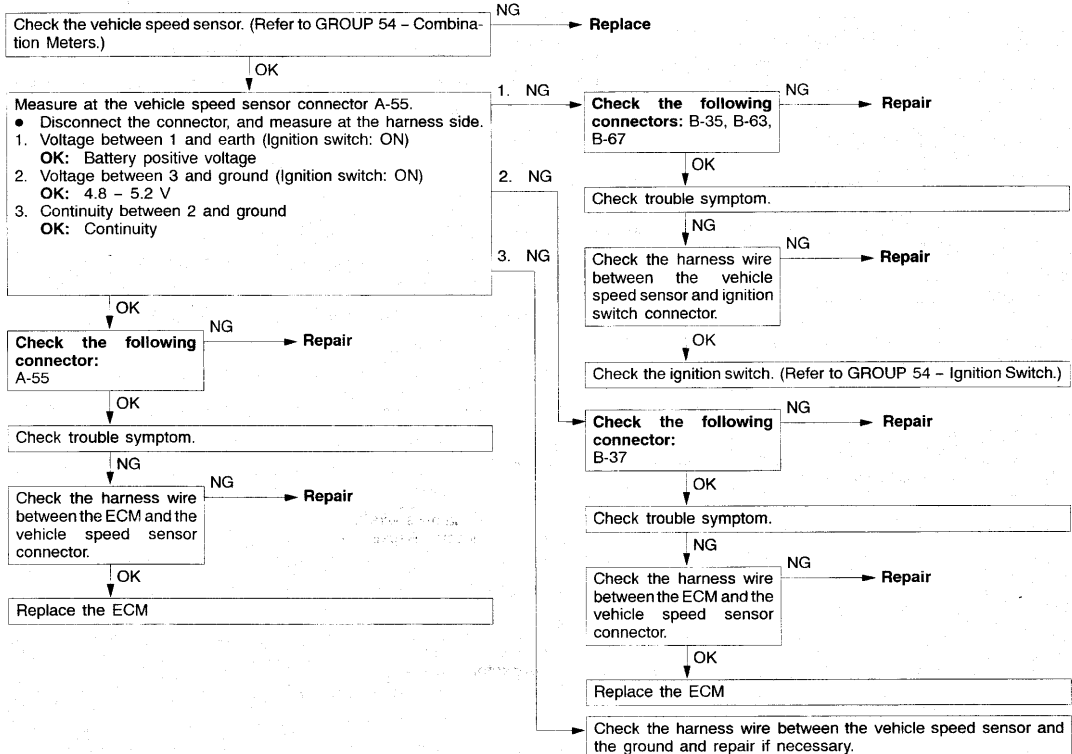 Check the vehicle speed sensor. (Refer to GROUP 54 – Combina-
tion Meters.)
NG
Replace
OK
Measure at the vehicle speed sensor connector A-55.
● Disconnect the connector, and measure at the harness side.
1. Voltage between 1 and earth (Ignition switch: ON)
OK: Battery positive voltage
2. Voltage between 3 and ground (Ignition switch: ON)
OK: 4.8 – 5.2 V
3. Continuity between 2 and ground
OK: Continuity
OK
Check the following
connector:
A-55
NG
Repair
OK
Check trouble symptom.
NG
Check the harness wire
between the ECM and the
vehicle speed sensor
connector.
NG
Repair
OK
Replace the ECM
1. NG
Check the following
connectors: B-35, B-63,
B-67
NG
Repair
OK
Check trouble symptom.
NG
Check the harness wire
between the vehicle
speed sensor and ignition
switch connector.
NG
Repair
OK
Check the ignition switch. (Refer to GROUP 54 – Ignition Switch.)
2. NG
Check the following
connector:
B-37
NG
Repair
OK
Check trouble symptom.
NG
Check the harness wire
between the ECM and the
vehicle speed sensor
connector.
NG
Repair
OK
Replace the ECM
3. NG
Check the harness wire between the vehicle speed sensor and
the ground and repair if necessary.